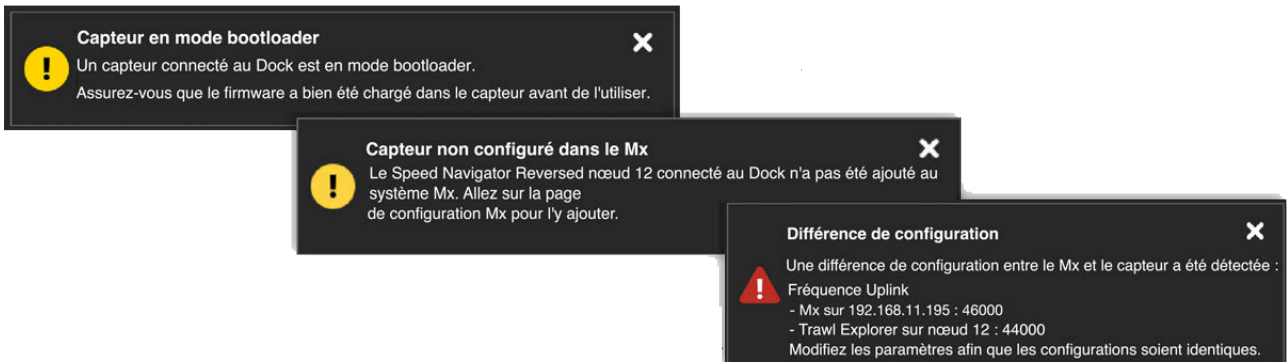 Capteur en mode bootloader
Un capteur connecté au Dock est en mode bootloader.
Assurez-vous que le firmware a bien été chargé dans le capteur avant de l'utiliser.
Capteur non configuré dans le Mx
Le Speed Navigator Reversed nœud 12 connecté au Dock n'a pas été ajouté au
système Mx. Allez sur la page
de configuration Mx pour l'y ajouter.
Différence de configuration
Une différence de configuration entre le Mx et le capteur a été détectée :
Fréquence Uplink
- Mx sur 192.168.11.195 : 46000
- Trawl Explorer sur nœud 12 : 44000
Modifiez les paramètres afin que les configurations soient identiques.